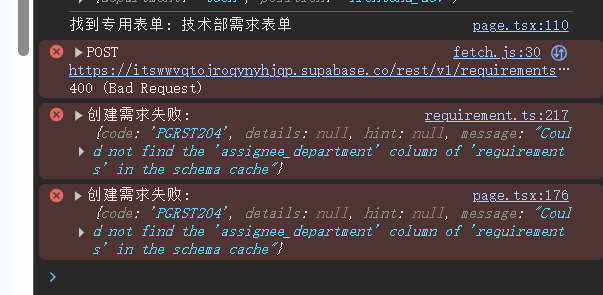 找到专用表单: 技术部需求表单 page.tsx:110
POST fetch.js:30
https://itswwvqtojroqynyhjqp.supabase.co/rest/v1/requirements…
400 (Bad Request)
创建需求失败: requirement.ts:217
{code: 'PGRST204', details: null, hint: null, message: "Coul
d not find the 'assignee_department' column of 'requirement
s' in the schema cache"}
创建需求失败: page.tsx:176
{code: 'PGRST204', details: null, hint: null, message: "Coul
d not find the 'assignee_department' column of 'requirement
s' in the schema cache"}